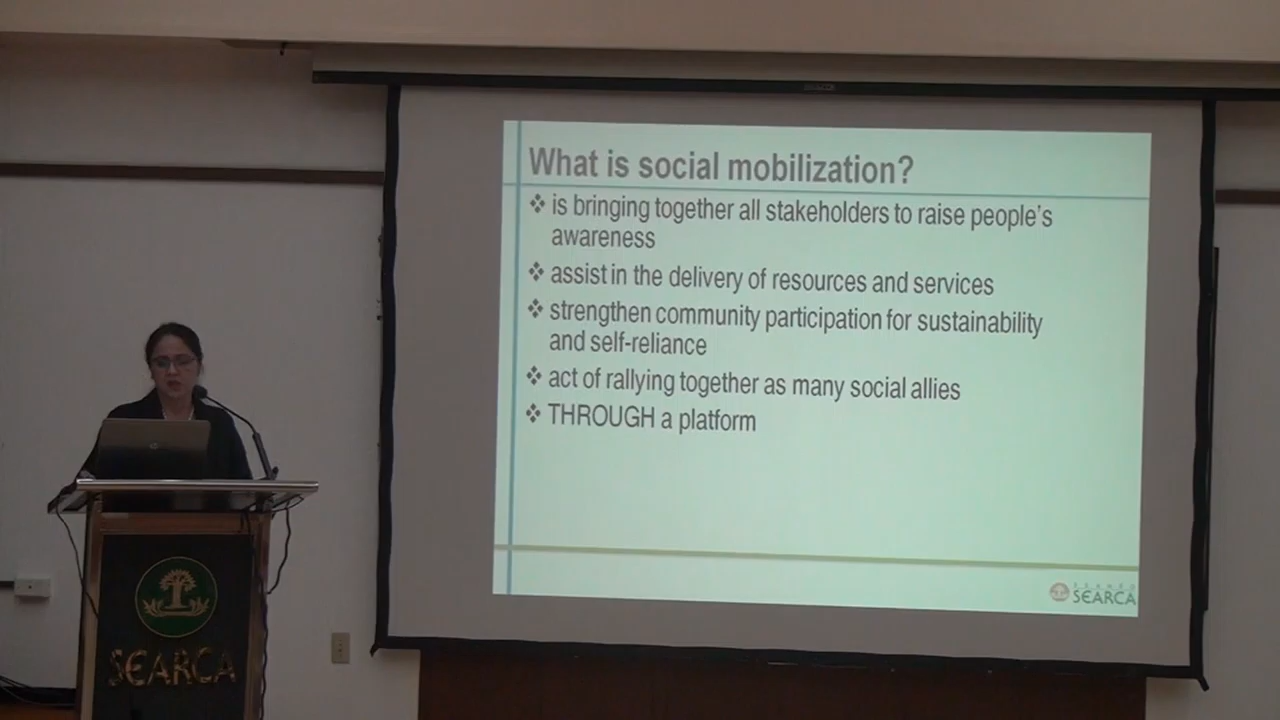 What is social mobilization?
❖ is bringing together all stakeholders to raise people's
awareness
❖ assist in the delivery of resources and services
❖ strengthen community participation for sustainability
and self-reliance
❖ act of rallying together as many social allies
❖ THROUGH a platform
SEARCA
SEARCA